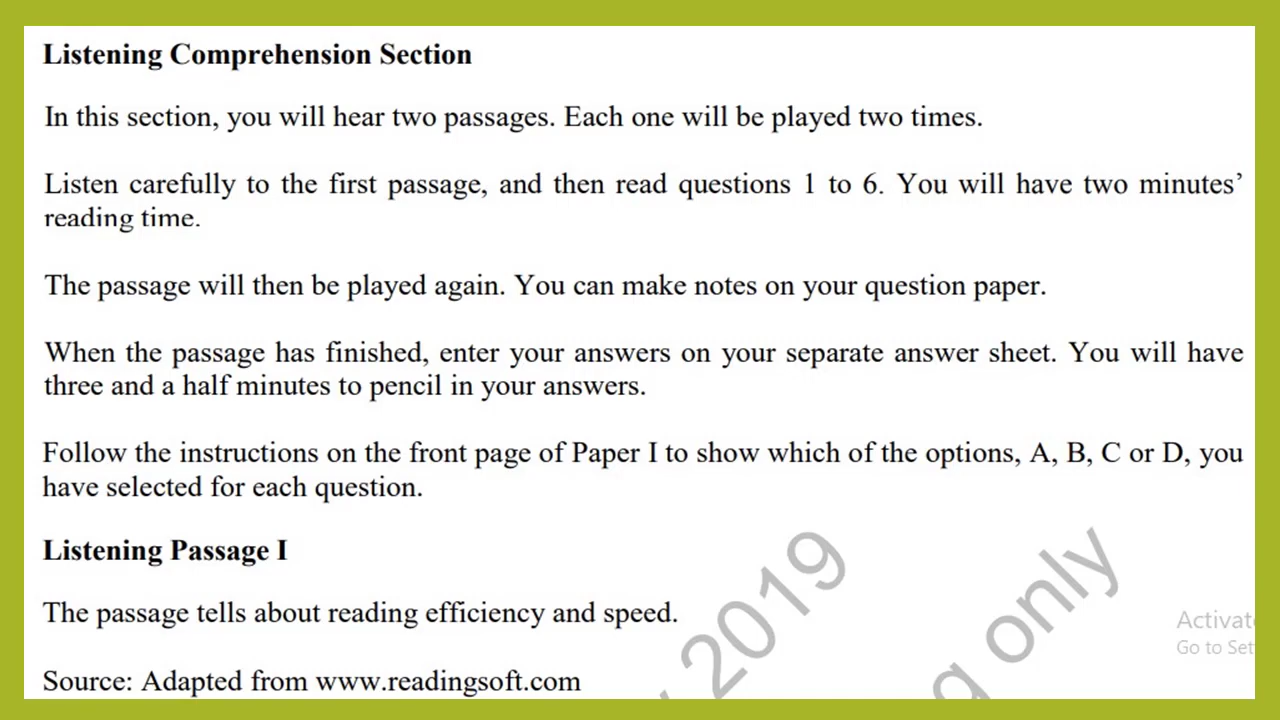 Listening Comprehension Section
In this section, you will hear two passages. Each one will be played two times.
Listen carefully to the first passage, and then read questions 1 to 6. You will have two minutes’
reading time.
The passage will then be played again. You can make notes on your question paper.
When the passage has finished, enter your answers on your separate answer sheet. You will have
three and a half minutes to pencil in your answers.
Follow the instructions on the front page of Paper I to show which of the options, A, B, C or D, you
have selected for each question.
Listening Passage I
The passage tells about reading efficiency and speed.
Source: Adapted from www.readingsoft.com
2019
only
Activat
Go to Set